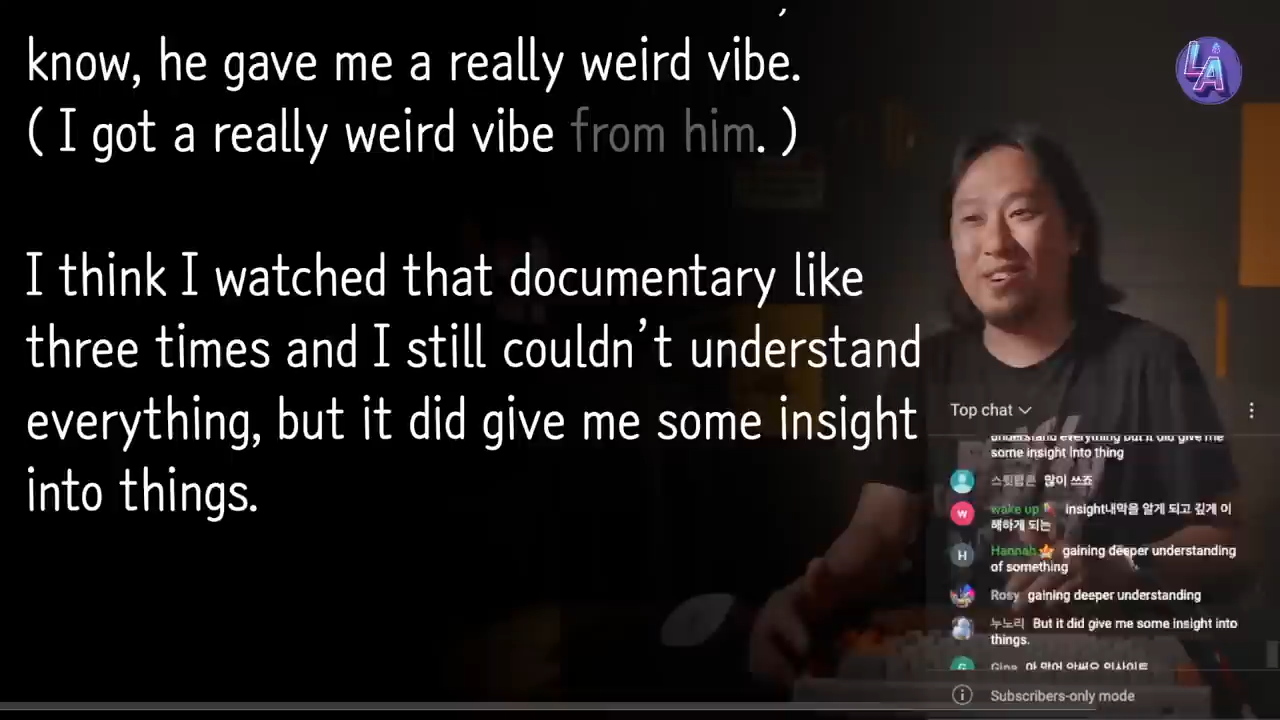 know, he gave me a really weird vibe.
( I got a really weird vibe from him. )
I think I watched that documentary like
three times and I still couldn't understand
everything, but it did give me some insight
into things.
LA
Top chat
understand everything but it did give me
some insight into thing
많이 쓰죠
wake up insight내막을 알게 되고 깊게 이
해하게 되는
H Hannah gaining deeper understanding
of something
Rosy gaining deeper understanding
누노리 But it did give me some insight into
things.
G Gina
Subscribers-only mode